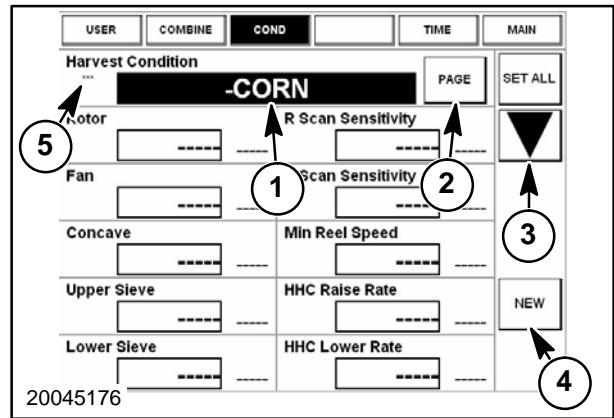 USER COMBINE COND TIME MAIN
Harvest Condition
***
-CORN
PAGE
SET ALL
5
Rotor
R Scan Sensitivity
-----
-----
-----
-----
1
2
Fan
Scan Sensitivity
-----
-----
-----
-----
3
Concave
Min Reel Speed
-----
-----
-----
-----
Upper Sieve
HHC Raise Rate
NEW
-----
-----
-----
-----
Lower Sieve
HHC Lower Rate
-----
-----
-----
-----
4
20045176